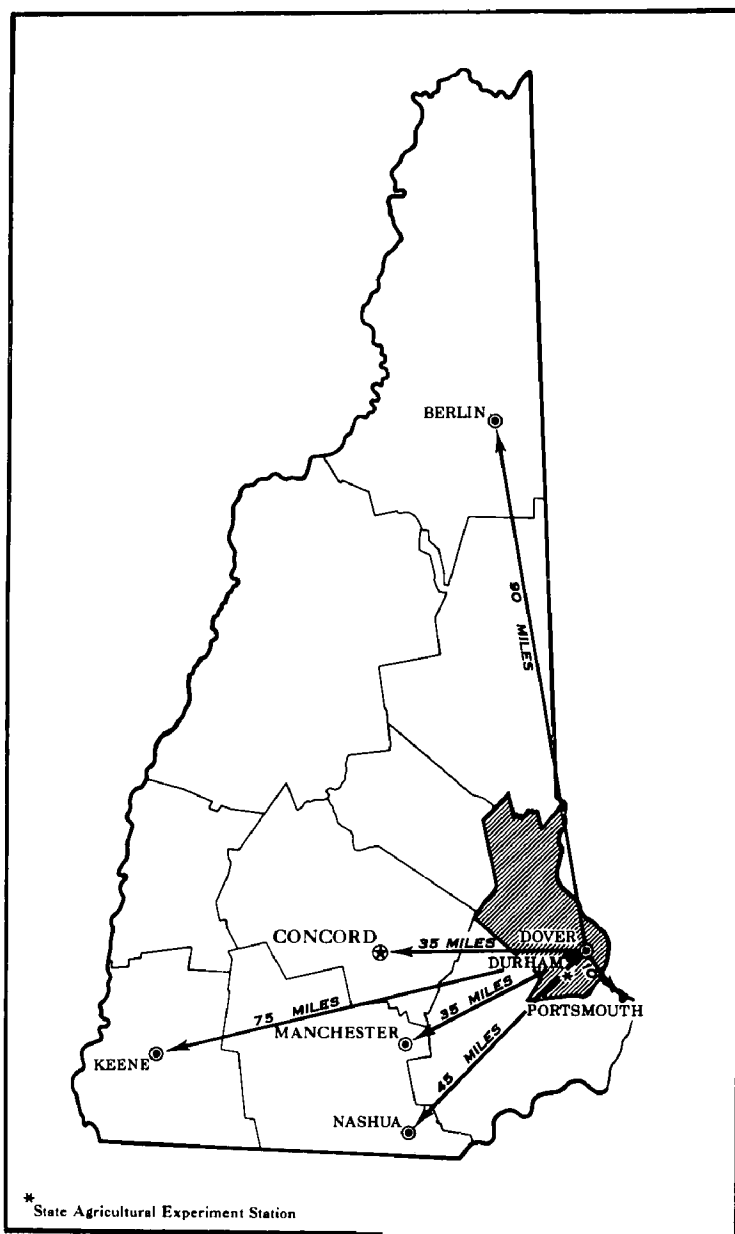 BERLIN
90 MILES
CONCORD
35 MILES
DOVER
DURHAM
*
10
75 MILES
35 MILES
PORTSMOUTH
MANCHESTER
KEENE
45 MILES
NASHUA
* State Agricultural Experiment Station